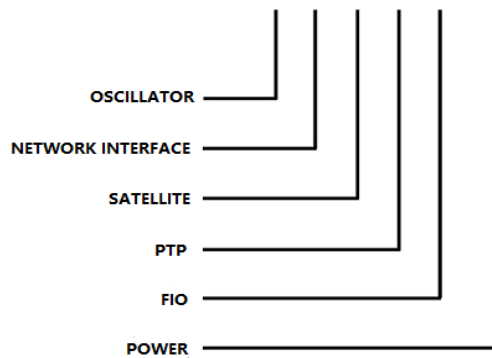 OSCILLATOR
NETWORK INTERFACE
SATELLITE
PTP
FIO
POWER